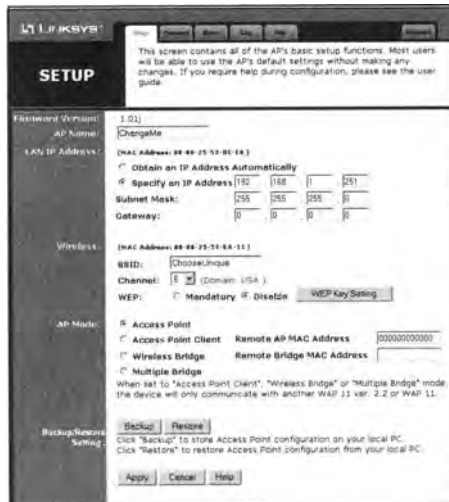 LINKSYS
Setup
Help
This screen contains all of the AP's basic setup functions. Most users
will be able to use the AP's default settings without making any
changes. If you require help during configuration, please see the user
guide.
SETUP
Firmware Version: 1.01j
AP Name: ChangeMe
LAN IP Address:
Obtain an IP Address Automatically
Specify an IP Address 192 168 1 251
Subnet Mask: 255 255 255 0
Gateway: 0 0 0 0
Wireless:
SSID: ChooseUnique
Channel: 6 (Domain: USA )
WEP: Mandatory Disable WEP Key Setting
AP Mode: Access Point
Access Point Client Remote AP MAC Address 000000000000
Wireless Bridge Remote Bridge MAC Address
Multiple Bridge
When set to "Access Point Client", "Wireless Bridge" or "Multiple Bridge" mode,
the device will only communicate with another WAP 11 ver. 2.2 or WAP 11.
Backup/Restore Setting: Backup Restore
Click "Backup" to store Access Point configuration on your local PC.
Click "Restore" to restore Access Point configuration from your local PC.
Apply Cancel Help